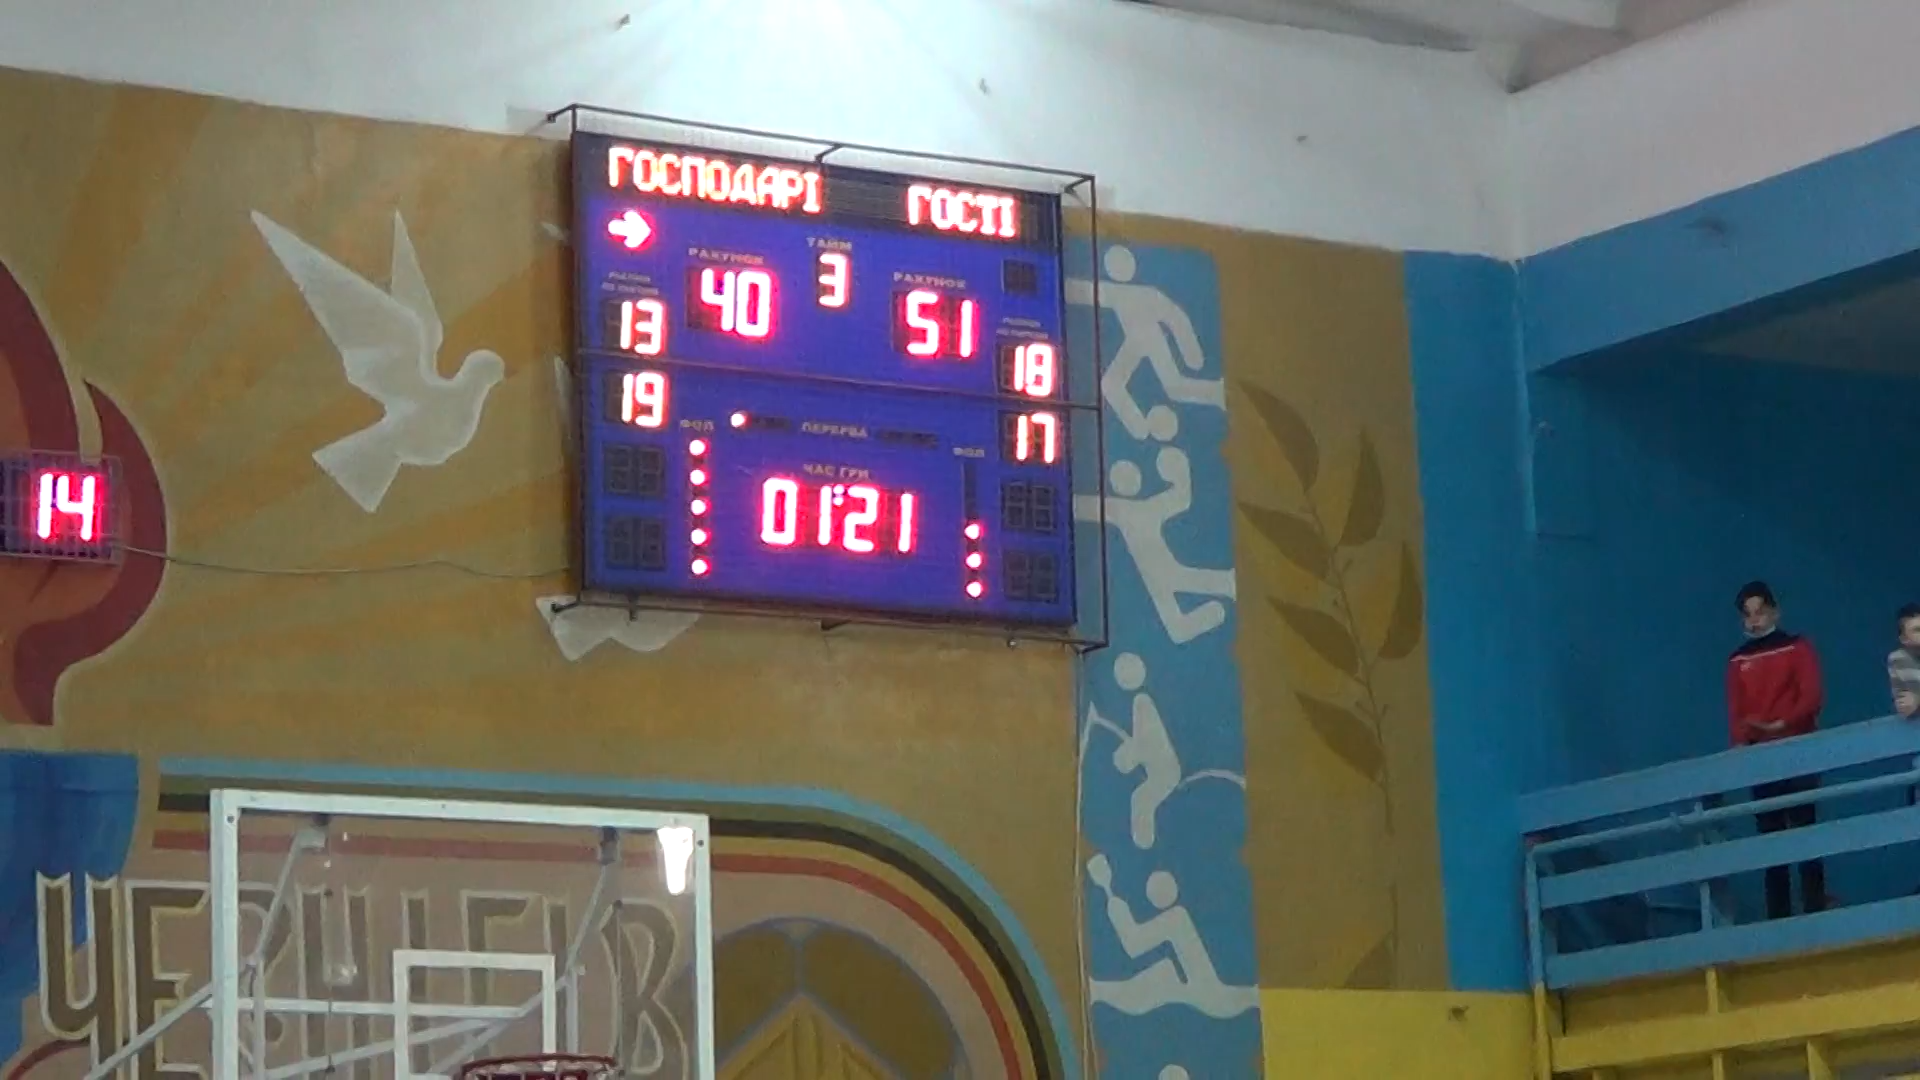 ГОСПОДАРІ ГОСТІ
ТАЙМ
РАХУНОК 3 РАХУНОК
40 51
13 18
19 17
ФОЛ ПЕРЕРВА ФОЛ
ЧАС ГРИ
01:21
14
ЧЕРНІГІВ